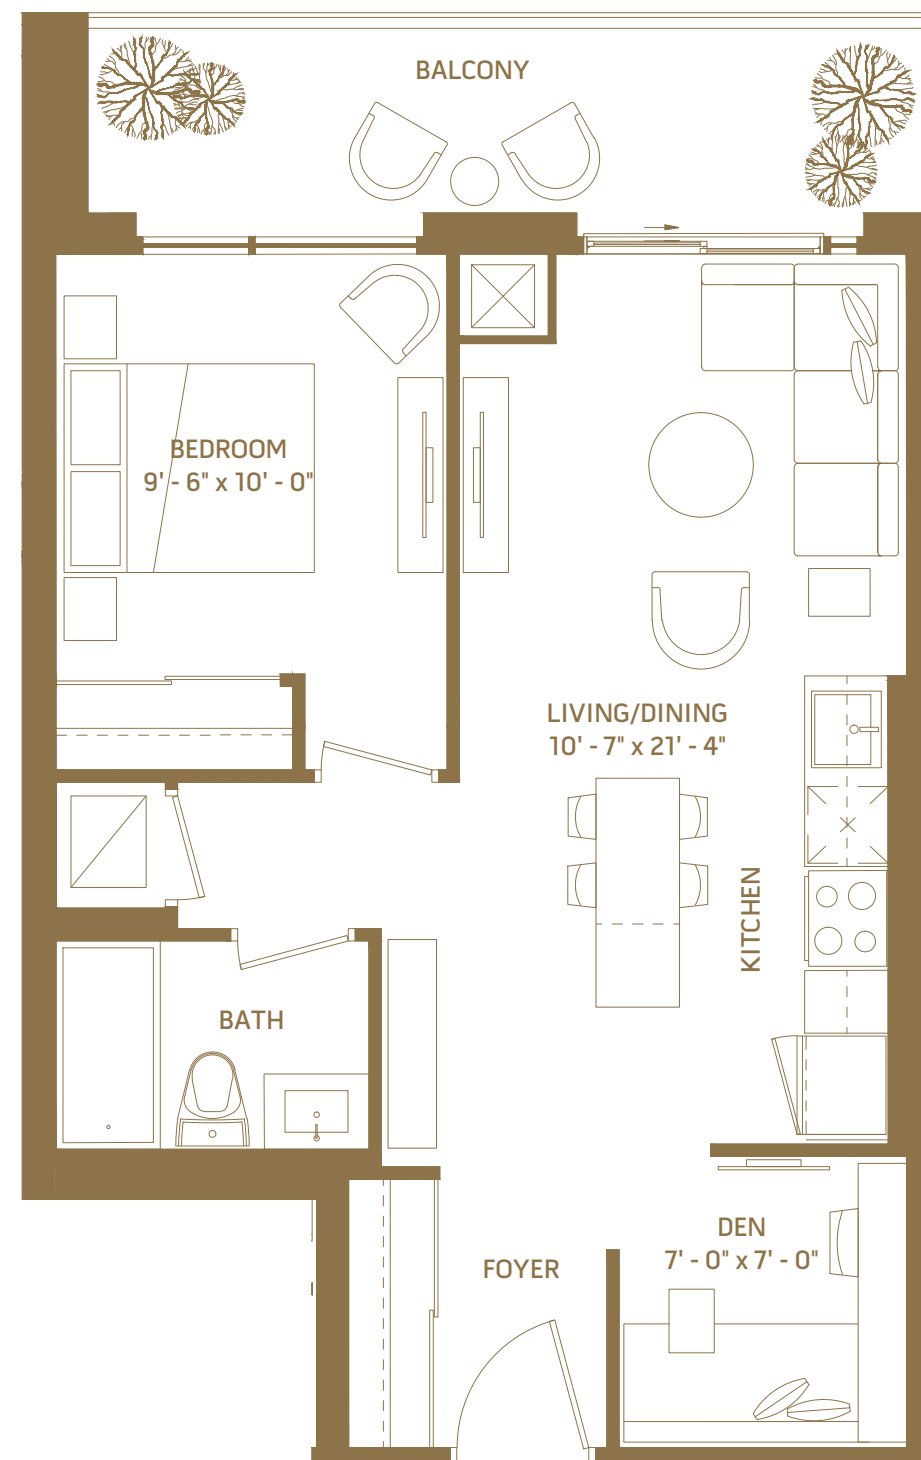 BALCONY
BEDROOM
9' - 6" x 10' - 0"
LIVING/DINING
10' - 7" x 21' - 4"
KITCHEN
BATH
DEN
7' - 0" x 7' - 0"
FOYER